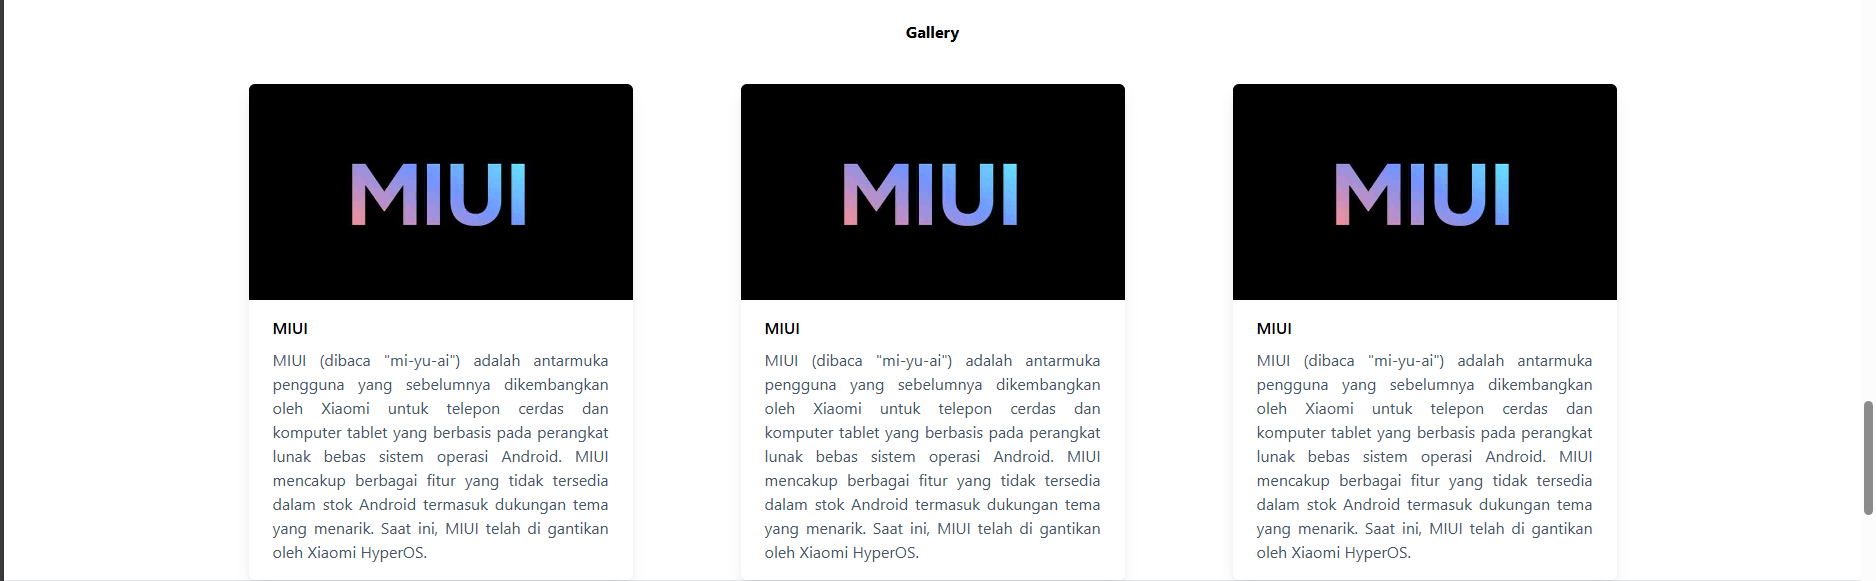 Gallery
MIUI
MIUI
MIUI (dibaca "mi-yu-ai") adalah antarmuka
pengguna yang sebelumnya dikembangkan
oleh Xiaomi untuk telepon cerdas dan
komputer tablet yang berbasis pada perangkat
lunak bebas sistem operasi Android. MIUI
mencakup berbagai fitur yang tidak tersedia
dalam stok Android termasuk dukungan tema
yang menarik. Saat ini, MIUI telah di gantikan
oleh Xiaomi HyperOS.
MIUI
MIUI
MIUI (dibaca "mi-yu-ai") adalah antarmuka
pengguna yang sebelumnya dikembangkan
oleh Xiaomi untuk telepon cerdas dan
komputer tablet yang berbasis pada perangkat
lunak bebas sistem operasi Android. MIUI
mencakup berbagai fitur yang tidak tersedia
dalam stok Android termasuk dukungan tema
yang menarik. Saat ini, MIUI telah di gantikan
oleh Xiaomi HyperOS.
MIUI
MIUI
MIUI (dibaca "mi-yu-ai") adalah antarmuka
pengguna yang sebelumnya dikembangkan
oleh Xiaomi untuk telepon cerdas dan
komputer tablet yang berbasis pada perangkat
lunak bebas sistem operasi Android. MIUI
mencakup berbagai fitur yang tidak tersedia
dalam stok Android termasuk dukungan tema
yang menarik. Saat ini, MIUI telah di gantikan
oleh Xiaomi HyperOS.